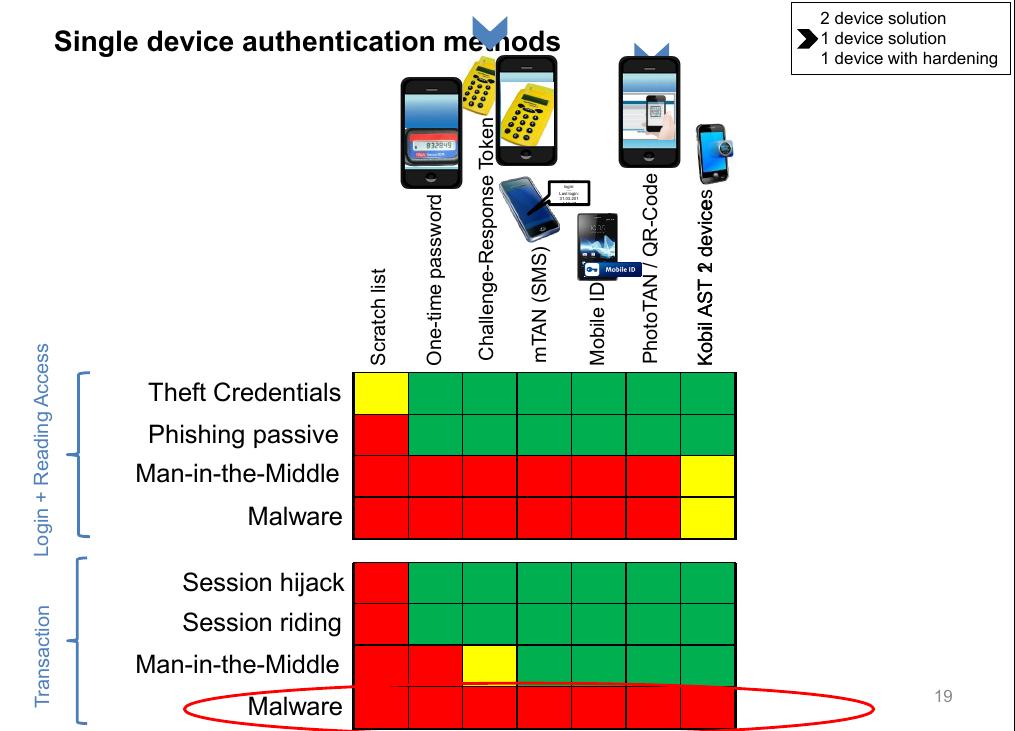 Single device authentication methods
2 device solution
1 device solution
1 device with hardening
832849
login:
Last login:
31.03.201
Mobile ID
Scratch list
One-time password
Challenge-Response Token
mTAN (SMS)
Mobile ID
PhotoTAN / QR-Code
Kobil AST 2 devices
Login + Reading Access
Theft Credentials
Phishing passive
Man-in-the-Middle
Malware
Transaction
Session hijack
Session riding
Man-in-the-Middle
Malware
19